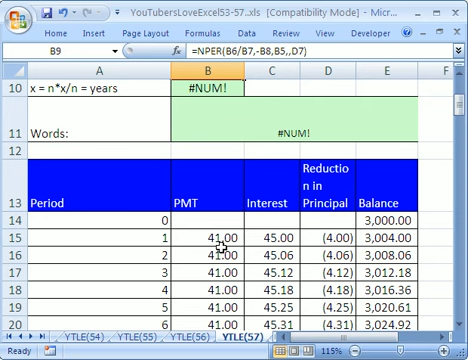 YouTubersLoveExcel53-57..xls [Compatibility Mode] - Micr...
Home Insert Page Layout Formulas Data Review View Developer
B9 =NPER(B6/B7,-B8,B5,,D7)
A B C D E F
10 x = n*x/n = years #NUM!
11 Words: #NUM!
12
13 Period PMT Interest Reductio
n in
Principal Balance
14 0 3,000.00
15 1 41.00 45.00 (4.00) 3,004.00
16 2 41.00 45.06 (4.06) 3,008.06
17 3 41.00 45.12 (4.12) 3,012.18
18 4 41.00 45.18 (4.18) 3,016.36
19 5 41.00 45.25 (4.25) 3,020.61
20 6 41.00 45.31 (4.31) 3,024.92
YTLE(54) YTLE(55) YTLE(56) YTLE(57)
Ready 115%